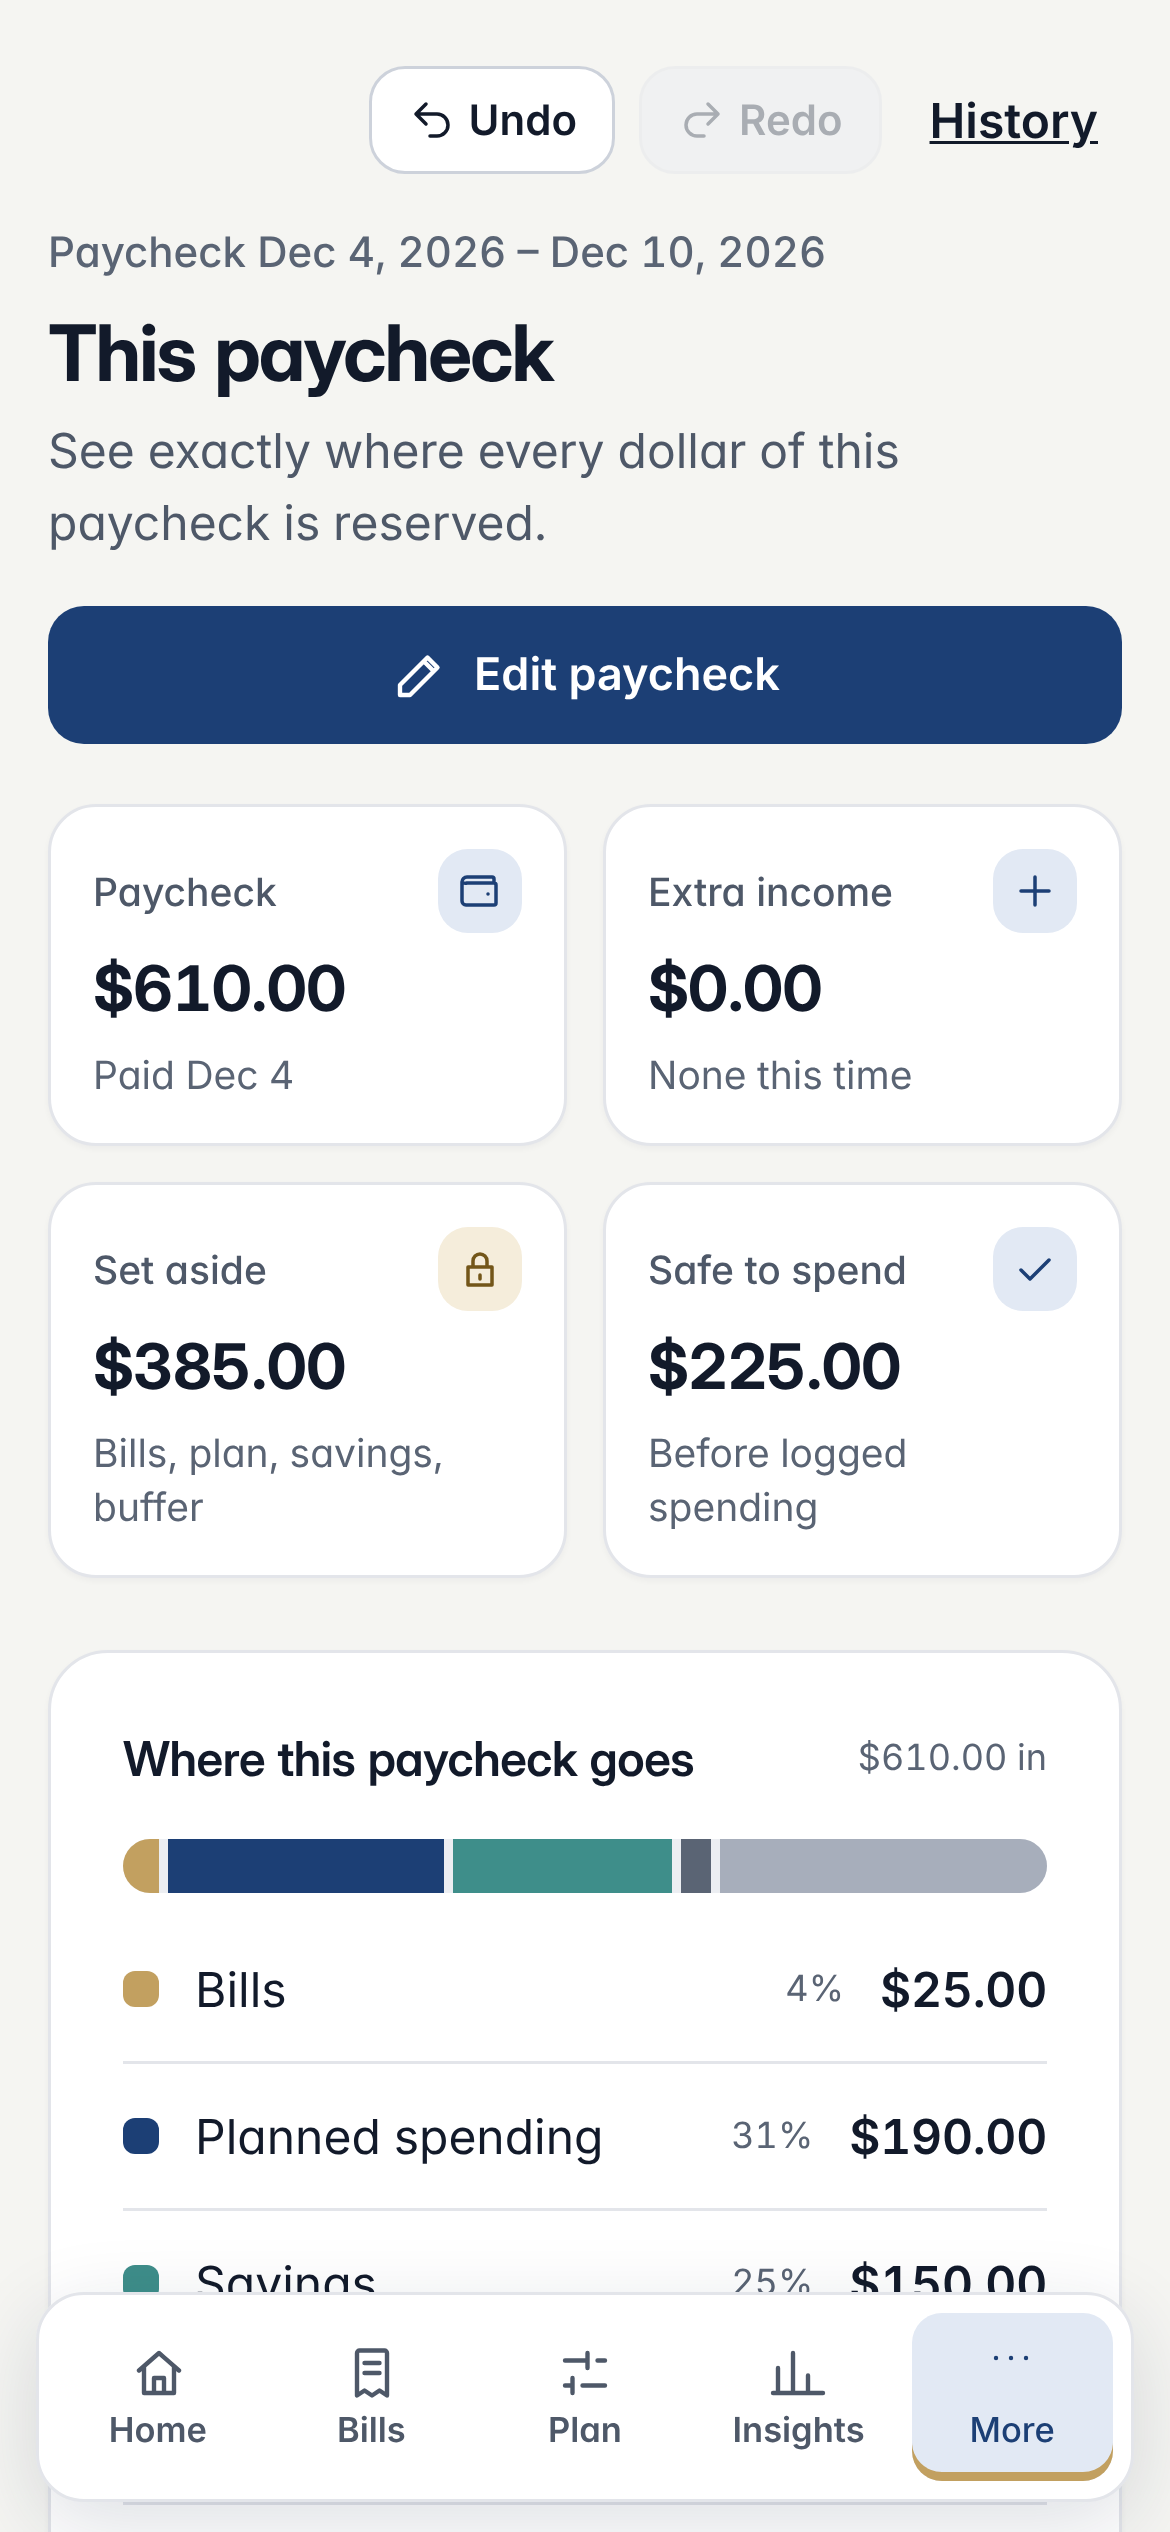 Undo
Redo
History
Paycheck Dec 4, 2026 – Dec 10, 2026
This paycheck
See exactly where every dollar of this
paycheck is reserved.
Edit paycheck
Paycheck
$610.00
Paid Dec 4
Extra income
$0.00
None this time
Set aside
$385.00
Bills, plan, savings,
buffer
Safe to spend
$225.00
Before logged
spending
Where this paycheck goes
$610.00 in
Bills 4% $25.00
Planned spending 31% $190.00
Savings 25% $150.00
Home
Bills
Plan
Insights
More